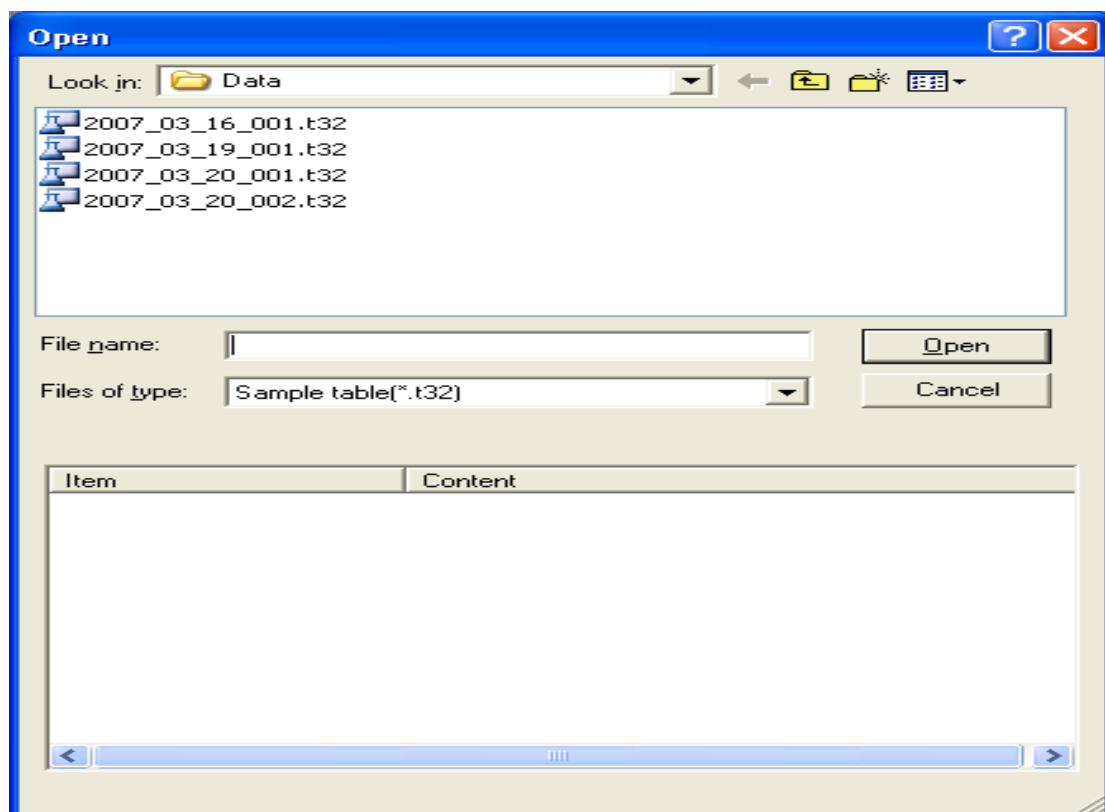 Open
Look in: Data
2007_03_16_001.t32
2007_03_19_001.t32
2007_03_20_001.t32
2007_03_20_002.t32
File name: Open
Files of type: Sample table(*.t32) Cancel
Item Content